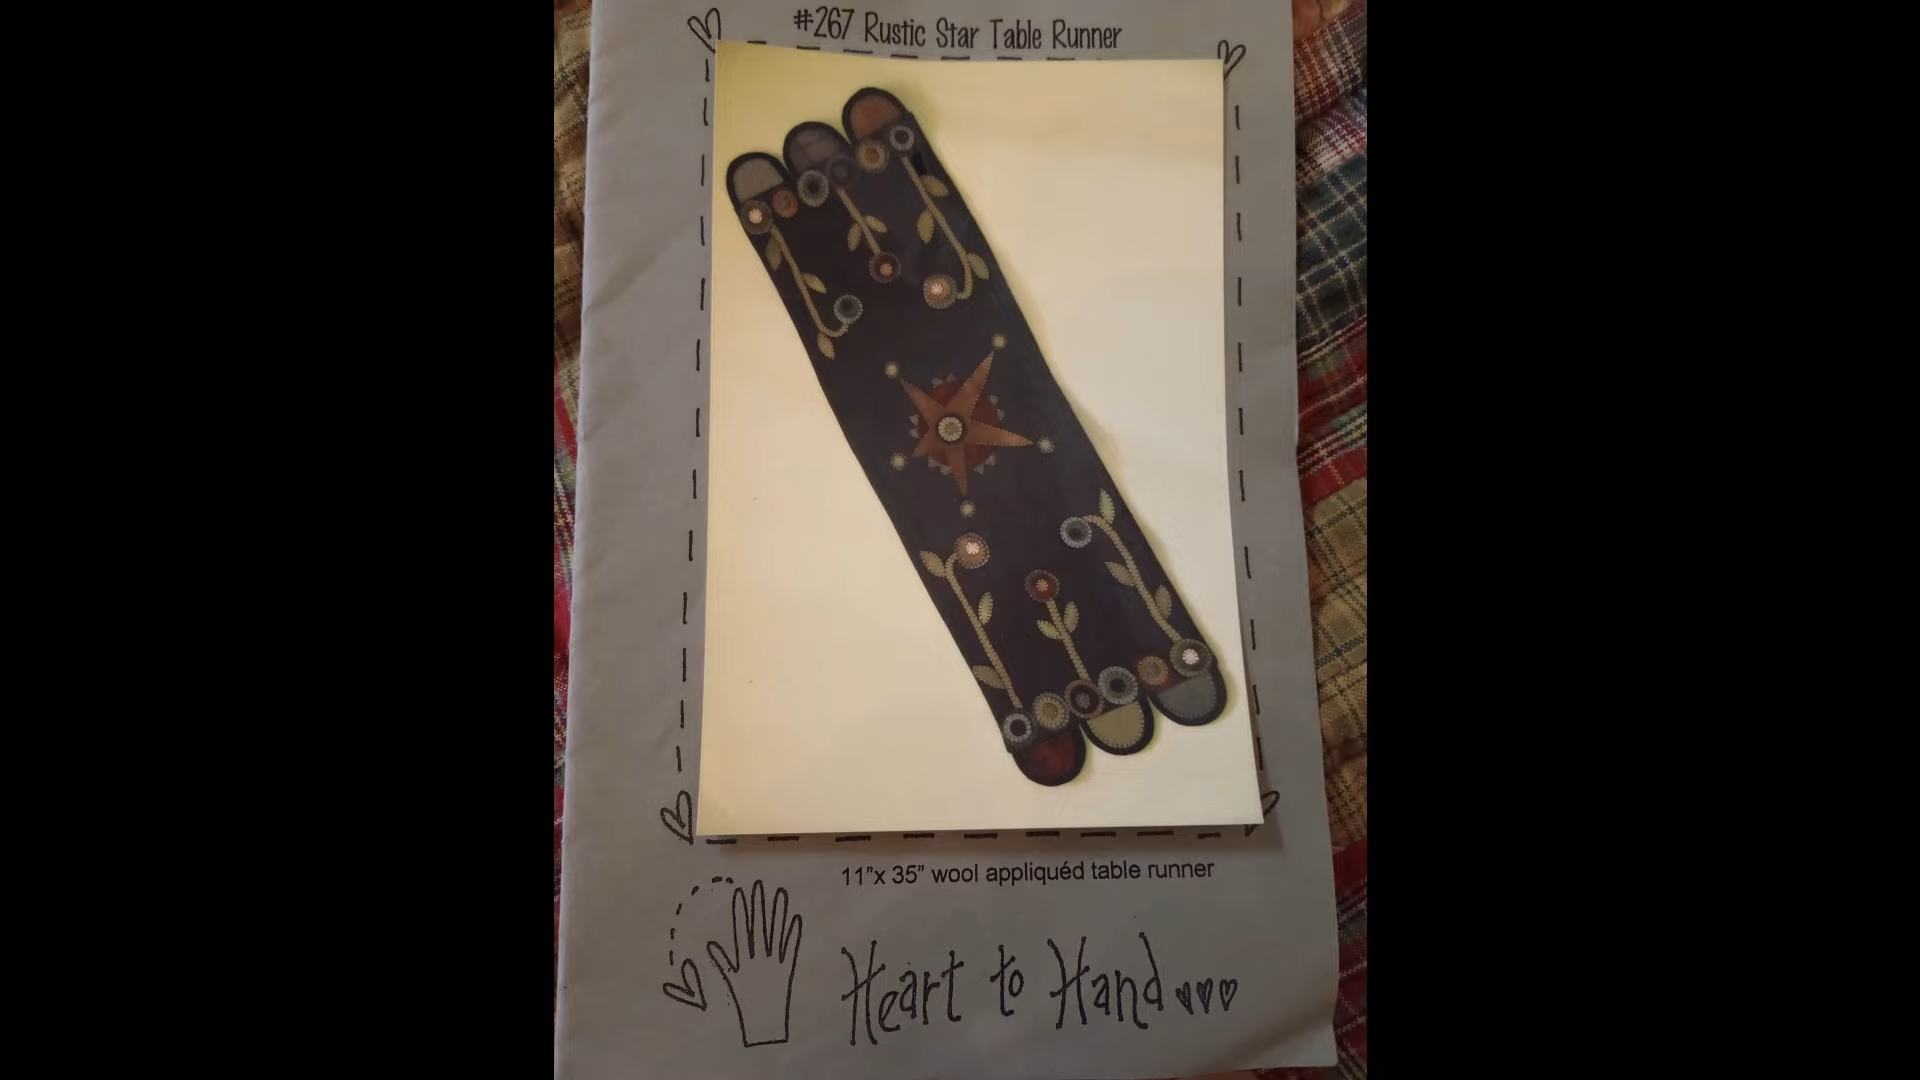 #267 Rustic Star Table Runner
11”x 35” wool appliquéd table runner
Heart to Hand